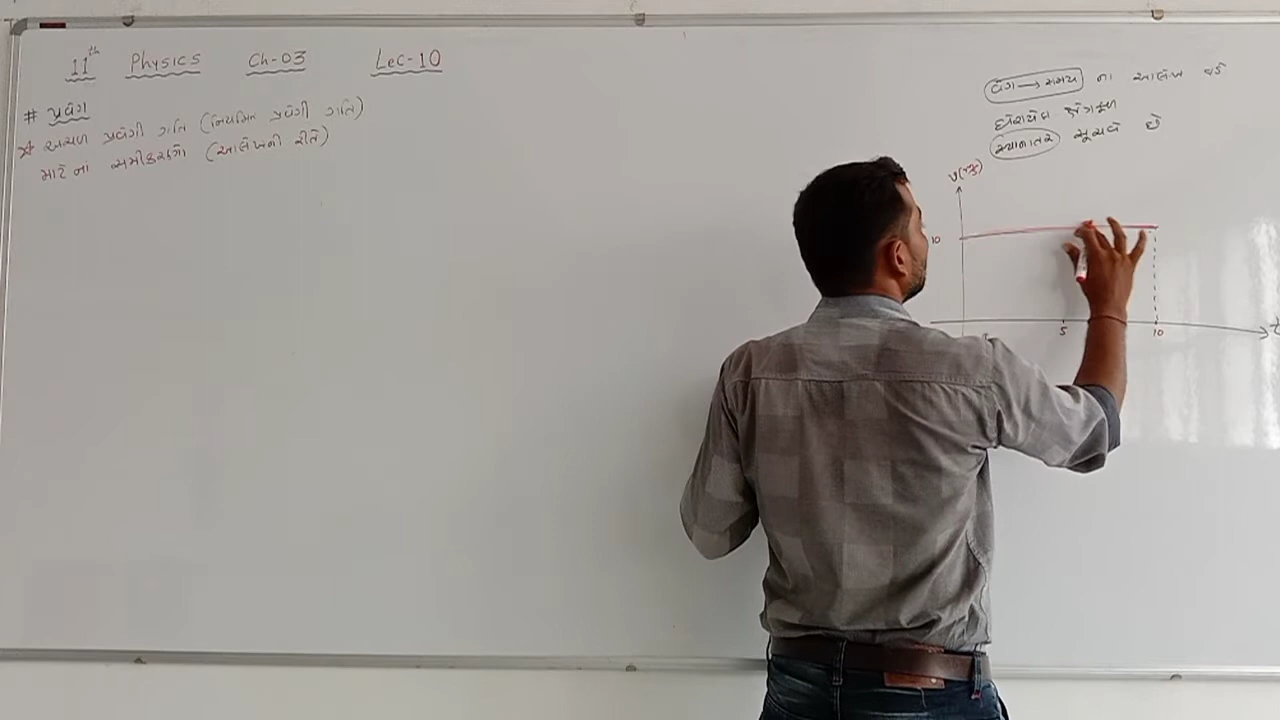 11th Physics Ch-03 Lec-10
# પ્રવેગ
* અચળ પ્રવેગી ગતિ (નિયમિત પ્રવેગી ગતિ)
માટે ના સમીકરણો (આલેખની રીતે)
વેગ → સમય ના આલેખ વડે
ઘેરાયેલ ક્ષેત્રફળ
સ્થાનાંતર સૂચવે છે
10
5 10
t